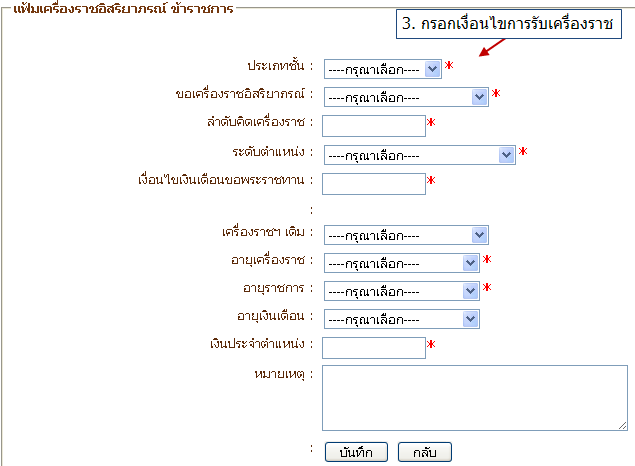 แฟ้มเครื่องราชอิสริยาภรณ์ ข้าราชการ
3. กรอกเงื่อนไขการรับเครื่องราช
ประเภทชั้น : ----กรุณาเลือก---- *
ขอเครื่องราชอิสริยาภรณ์ : ----กรุณาเลือก---- *
ลำดับคิดเครื่องราช : *
ระดับตำแหน่ง : ----กรุณาเลือก---- *
เงื่อนไขเงินเดือนขอพระราชทาน : *
:
เครื่องราชฯ เดิม : ----กรุณาเลือก----
อายุเครื่องราช : ----กรุณาเลือก---- *
อายุราชการ : ----กรุณาเลือก---- *
อายุเงินเดือน : ----กรุณาเลือก----
เงินประจำตำแหน่ง : *
หมายเหตุ :
: บันทึก กลับ